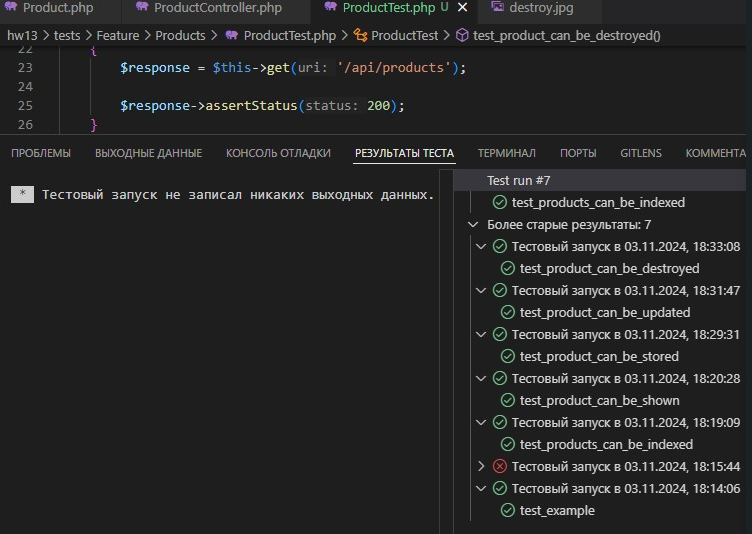 Product.php ProductController.php ProductTest.php U destroy.jpg
hw13 > tests > Feature > Products > ProductTest.php > ProductTest > test_product_can_be_destroyed()
22 {
23 $response = $this->get(uri: '/api/products');
24
25 $response->assertStatus(status: 200);
26 }
ПРОБЛЕМЫ ВЫХОДНЫЕ ДАННЫЕ КОНСОЛЬ ОТЛАДКИ РЕЗУЛЬТАТЫ ТЕСТА ТЕРМИНАЛ ПОРТЫ GITLENS КОММЕНТА
* Тестовый запуск не записал никаких выходных данных.
Test run #7
test_products_can_be_indexed
Более старые результаты: 7
Тестовый запуск в 03.11.2024, 18:33:08
test_product_can_be_destroyed
Тестовый запуск в 03.11.2024, 18:31:47
test_product_can_be_updated
Тестовый запуск в 03.11.2024, 18:29:31
test_product_can_be_stored
Тестовый запуск в 03.11.2024, 18:20:28
test_product_can_be_shown
Тестовый запуск в 03.11.2024, 18:19:09
test_products_can_be_indexed
Тестовый запуск в 03.11.2024, 18:15:44
Тестовый запуск в 03.11.2024, 18:14:06
test_example